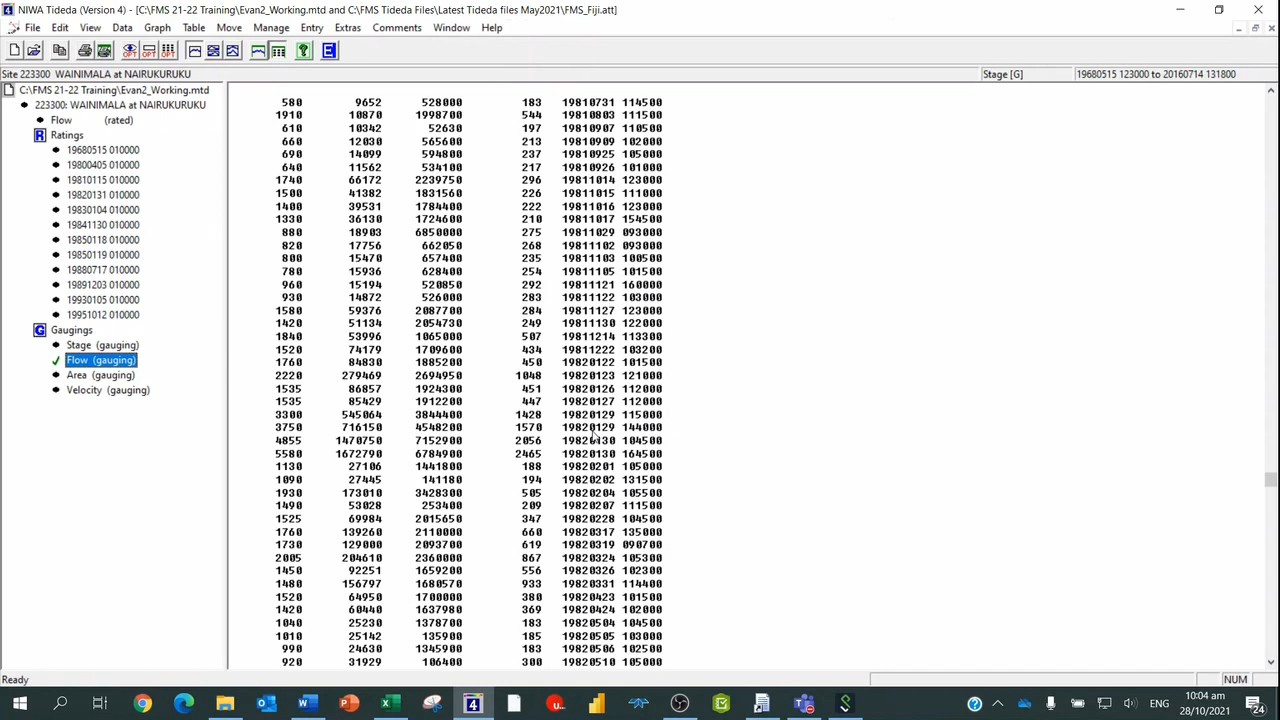 NIWA Tideda (Version 4) - [C:\FMS 21-22 Training\Evan2_Working.mtd and C:\FMS Tideda Files\Latest Tideda files May2021\FMS_Fiji.att]
File Edit View Data Graph Table Move Manage Entry Extras Comments Window Help
Site 223300 WAINIMALA at NAIRUKURUKU Stage [G] 19680515 123000 to 20160714 131800
C:\FMS 21-22 Training\Evan2_Working.mtd
223300: WAINIMALA at NAIRUKURUKU
Flow (rated)
R Ratings
19680515 010000
19800405 010000
19810115 010000
19820131 010000
19830104 010000
19841130 010000
19850118 010000
19850119 010000
19880717 010000
19891203 010000
19930105 010000
19951012 010000
G Gaugings
Stage (gauging)
Flow (gauging)
Area (gauging)
Velocity (gauging)
580 9652 528000 183 19810731 114500
1910 10870 1998700 544 19810803 111500
610 10342 52630 197 19810907 110500
660 12030 565600 213 19810909 102000
690 14099 594800 237 19810925 105000
640 11562 534100 217 19810926 101000
1740 66172 2239750 296 19811014 123000
1500 41382 1831560 226 19811015 111000
1400 39531 1784400 222 19811016 123000
1330 36130 1724600 210 19811017 154500
880 18903 6850000 275 19811029 093000
820 17756 662050 268 19811102 093000
800 15470 657400 235 19811103 100500
780 15936 628400 254 19811105 101500
960 15194 520850 292 19811121 160000
930 14872 526000 283 19811122 103000
1580 59376 2087700 284 19811127 123000
1420 51134 2054730 249 19811130 122000
1840 53996 1065000 507 19811214 113300
1520 74179 1709600 434 19811222 103200
1760 84830 1885200 450 19820122 101500
2220 279469 2694950 1048 19820123 121000
1535 86857 1924300 451 19820126 112000
1535 85429 1912200 447 19820127 112000
3300 545064 3844400 1428 19820129 115000
3750 716150 4548200 1570 19820129 144000
4855 1470750 7152900 2056 19820130 104500
5580 1672790 6784900 2465 19820130 164500
1130 27106 1441800 188 19820201 105000
1090 27445 141180 194 19820202 131500
1930 173010 3428300 505 19820204 105500
1490 53028 253400 209 19820207 111500
1525 69984 2015650 347 19820228 104500
1760 139260 2110000 660 19820317 135000
1730 129000 2093700 619 19820319 090700
2005 204610 2360000 867 19820324 105300
1450 92251 1659200 556 19820326 102300
1480 156797 1680570 933 19820331 114400
1520 64950 1700000 380 19820423 101500
1420 60440 1637980 369 19820424 102000
1040 25230 1378700 183 19820504 104500
1010 25142 135900 185 19820505 103000
990 24630 1345900 183 19820506 102500
920 31929 106400 300 19820510 105000
Ready NUM
10:04 am
28/10/2021
24